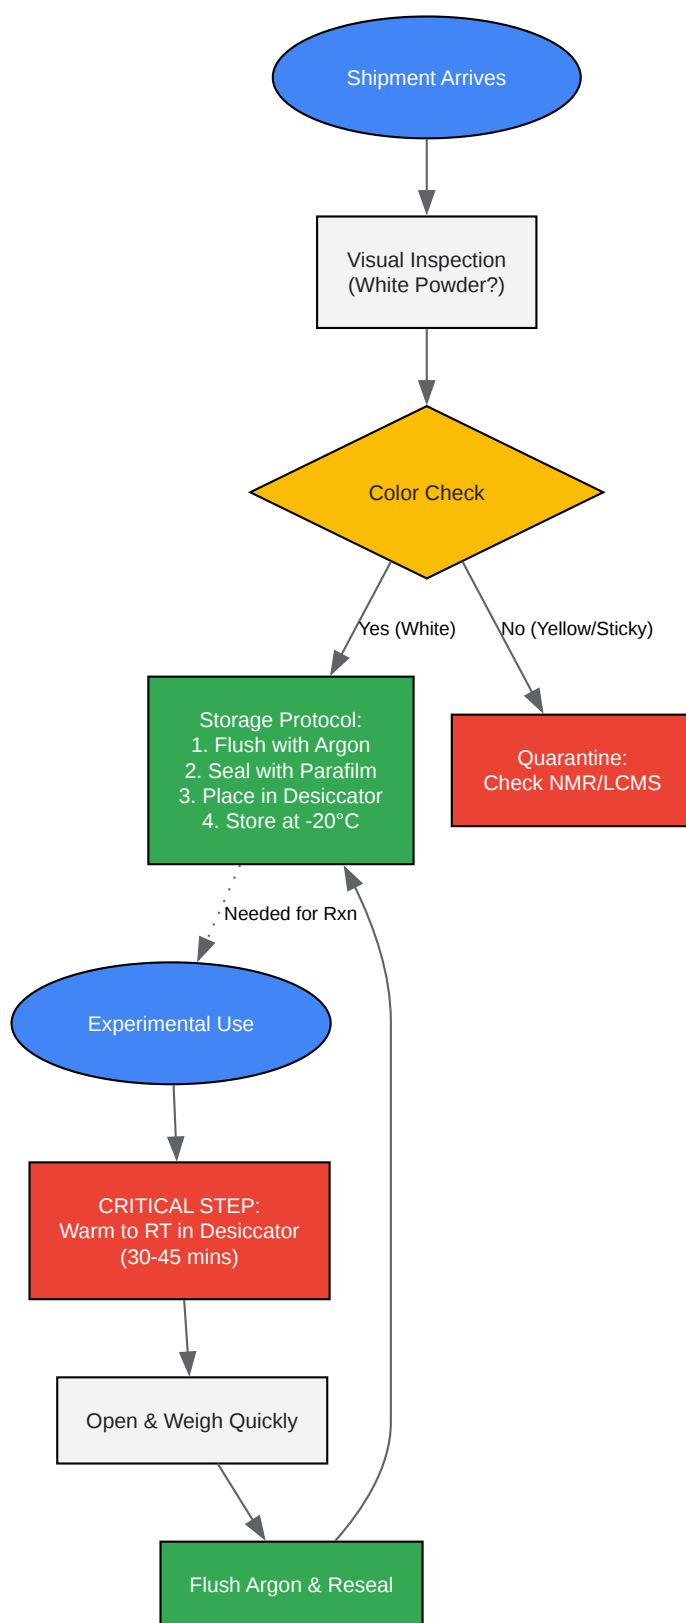 Shipment Arrives
Visual Inspection
(White Powder?)
Color Check
Yes (White)
No (Yellow/Sticky)
Storage Protocol:
1. Flush with Argon
2. Seal with Parafilm
3. Place in Desiccator
4. Store at -20°C
Quarantine:
Check NMR/LCMS
Needed for Rxn
Experimental Use
CRITICAL STEP:
Warm to RT in Desiccator
(30-45 mins)
Open & Weigh Quickly
Flush Argon & Reseal